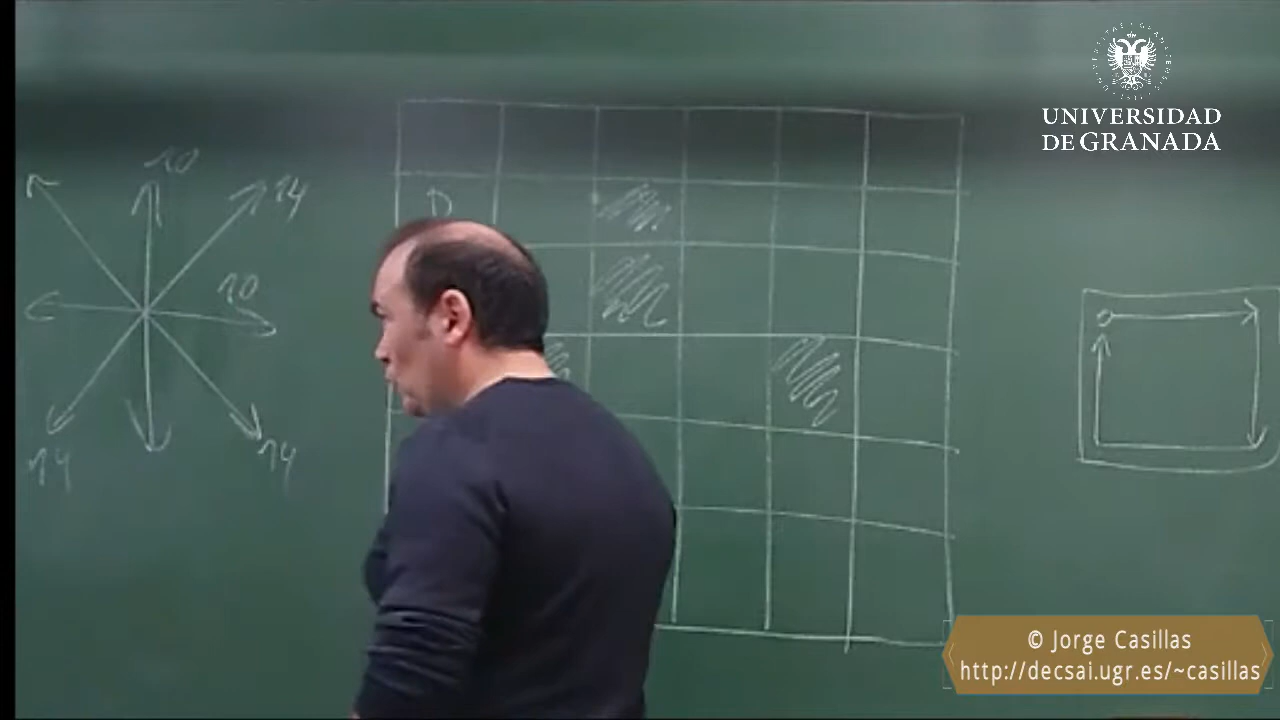 UNIVERSIDAD
DE GRANADA
10
14
10
14
14
D
© Jorge Casillas
http://decsai.ugr.es/~casillas